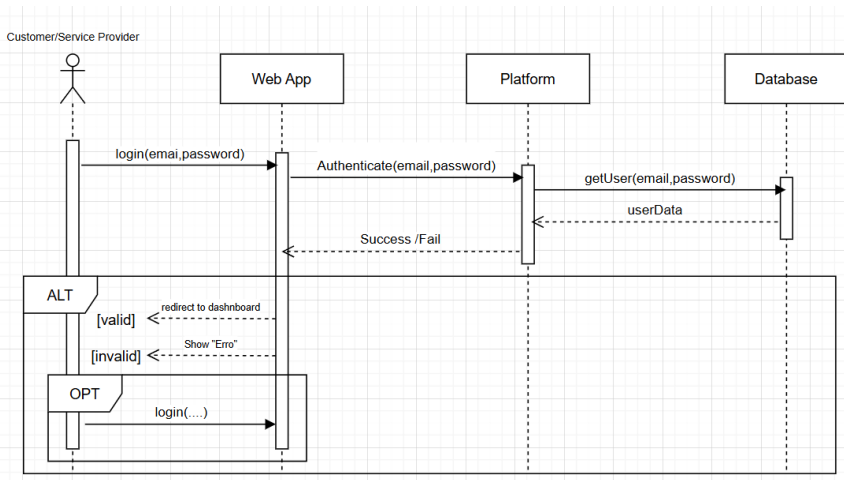 Customer/Service Provider
Web App
Platform
Database
login(emai,password)
Authenticate(email,password)
getUser(email,password)
userData
Success /Fail
ALT
redirect to dashnboard
[valid]
Show "Erro"
[invalid]
OPT
login(....)